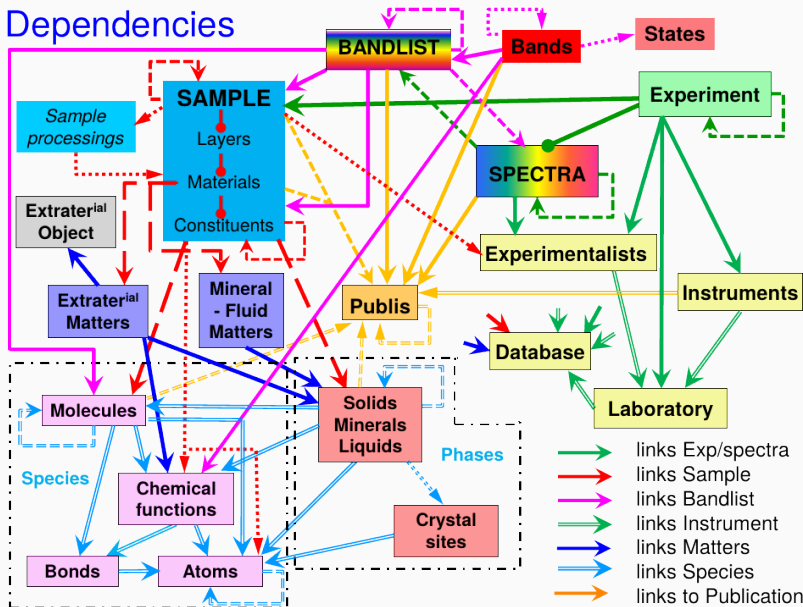 Dependencies
BANDLIST
Bands
States
Experiment
SAMPLE
Sample
processings
Layers
Materials
Constituents
SPECTRA
Extraterial
Object
Experimentalists
Extraterial
Matters
Mineral
- Fluid
Matters
Publis
Instruments
Database
Molecules
Solids
Minerals
Liquids
Laboratory
Species
Phases
Chemical
functions
Crystal
sites
Bonds
Atoms
links Exp/spectra
links Sample
links Bandlist
links Instrument
links Matters
links Species
links to Publication